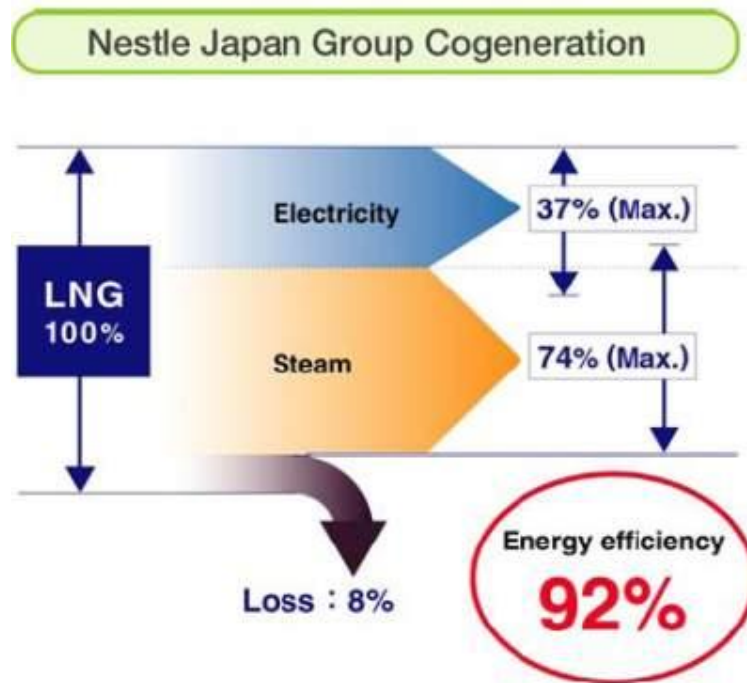 Nestle Japan Group Cogeneration
Electricity
37% (Max.)
LNG
100%
Steam
74% (Max.)
Energy efficiency
92%
Loss : 8%